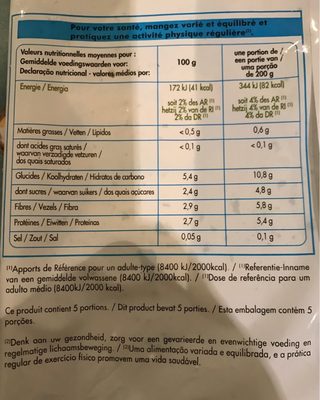 Pour votre santé, mangez varié et équilibré et
pratiquez une activité physique régulière⁽²⁾.
Valeurs nutritionnelles moyennes pour :
Gemiddelde voedingswaarden voor:
Declaração nutricional - valores médios por:
100 g
une portion de /
een portie van /
uma porção
de 200 g
Energie / Energia
172 kJ (41 kcal)
344 kJ (82 kcal)
soit 2% des AR ⁽¹⁾
hetzij 2% van de RI ⁽¹⁾
2% da DR ⁽¹⁾
soit 4% des AR ⁽¹⁾
hetzij 4% van de RI ⁽¹⁾
4% da DR ⁽¹⁾
Matières grasses / Vetten / Lípidos
<0,5 g
0,6 g
dont acides gras saturés /
waarvan verzadigde vetzuren /
dos quais saturados
<0,1 g
<0,1 g
Glucides / Koolhydraten / Hidratos de carbono
5,4 g
10,8 g
dont sucres / waarvan suikers / dos quais açúcares
2,4 g
4,8 g
Fibres / Vezels / Fibra
2,9 g
5,8 g
Protéines / Eiwitten / Proteínas
2,7 g
5,4 g
Sel / Zout / Sal
0,05 g
0,1 g
⁽¹⁾Apports de Référence pour un adulte-type (8400 kJ/2000kcal). / ⁽¹⁾Referentie-Inname
van een gemiddelde volwassene (8400 kJ/2000kcal). / ⁽¹⁾Dose de referência para um
adulto médio (8400kJ/2000 kcal).
Ce produit contient 5 portions. / Dit product bevat 5 porties. / Esta embalagem contém 5
porções.
⁽²⁾Denk aan uw gezondheid, zorg voor een gevarieerde en evenwichtige voeding en
regelmatige lichaamsbeweging. / ⁽²⁾Uma alimentação variada e equilibrada, e a prática
regular de exercício físico promovem uma vida saudável.